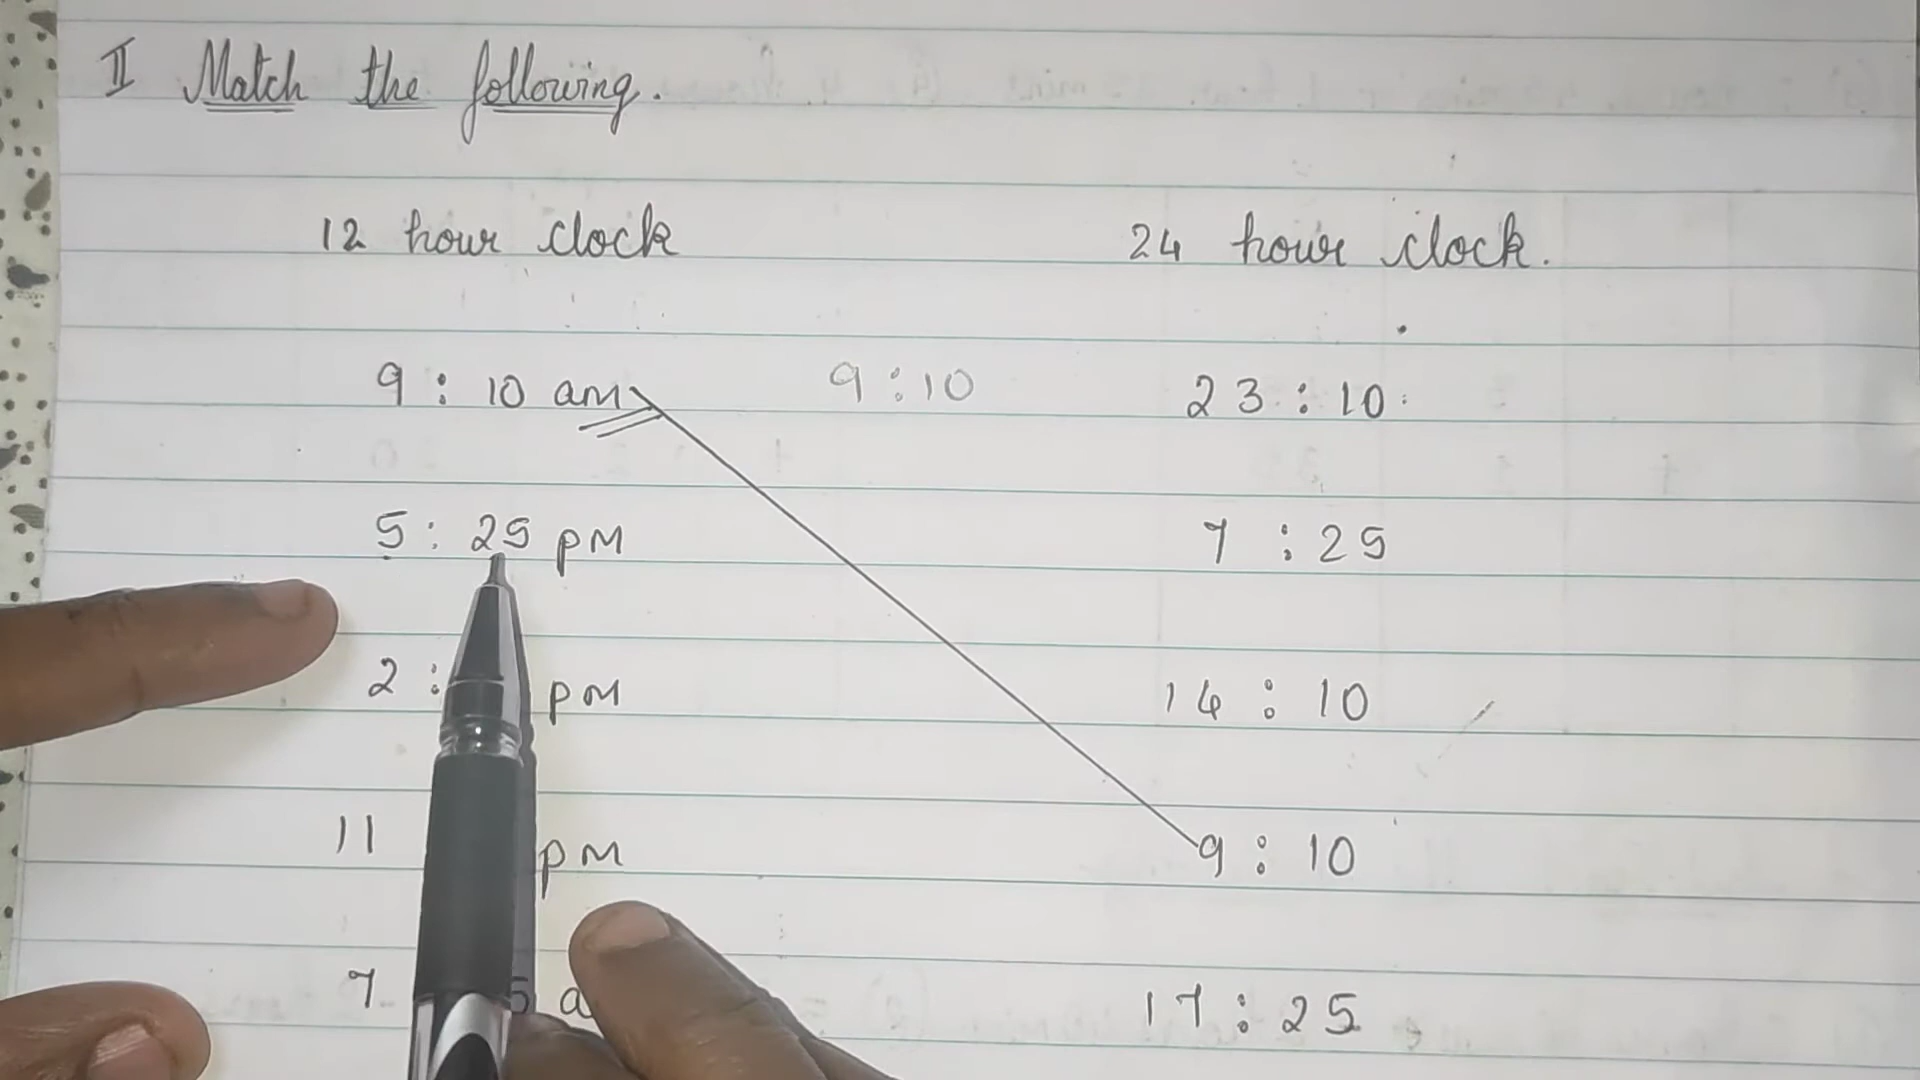 II Match the following.
12 hour clock 24 hour clock.
9 : 10 am 9 : 10 23 : 10
5 : 25 pm 7 : 25
2 : pm 14 : 10
11 pm 9 : 10
7 5 a 17 : 25